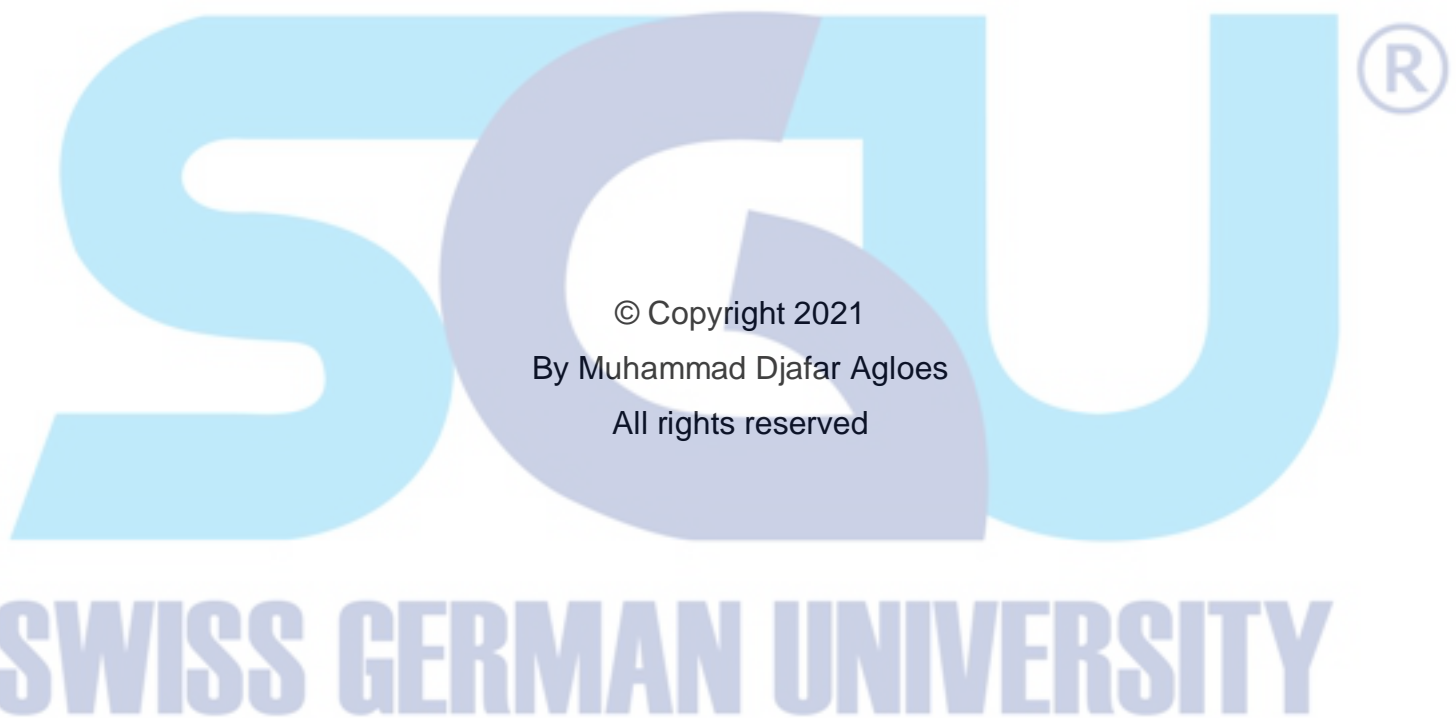 SGU ®
© Copyright 2021
By Muhammad Djafar Agloes
All rights reserved
SWISS GERMAN UNIVERSITY